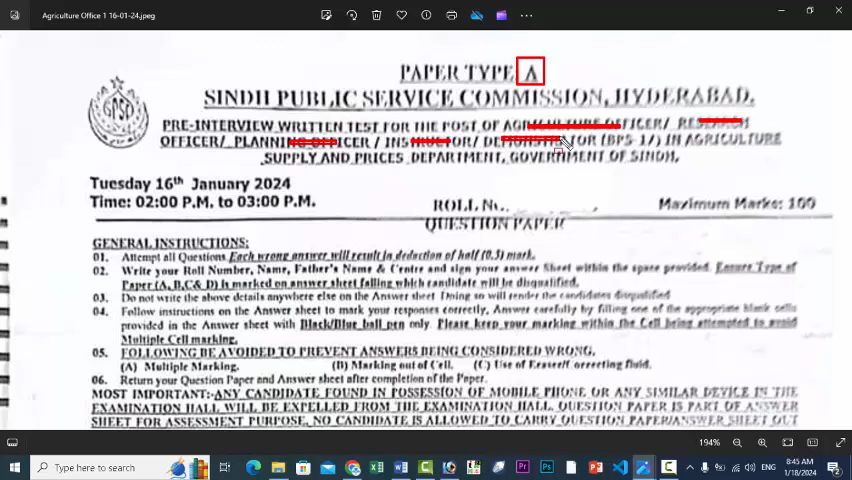 Agriculture Office 1 16-01-24.jpeg
PAPER TYPE A
SINDH PUBLIC SERVICE COMMISSION, HYDERABAD.
PRE-INTERVIEW WRITTEN TEST FOR THE POST OF AGRICULTURE OFFICER/ RESEARCH
OFFICER/ PLANNING OFFICER / INSTRUCTOR/ DEMONSTRATOR (BPS-17) IN AGRICULTURE
SUPPLY AND PRICES DEPARTMENT, GOVERNMENT OF SINDH.
Tuesday 16th January 2024
Time: 02:00 P.M. to 03:00 P.M.
ROLL No.
Maximum Marks: 100
QUESTION PAPER
GENERAL INSTRUCTIONS:
01. Attempt all Questions. Each wrong answer will result in deduction of half (0.5) mark.
02. Write your Roll Number, Name, Father's Name & Centre and sign your answer Sheet within the space provided. Ensure Type of
Paper (A, B,C& D) Is marked on answer sheet falling which candidate will be disqualified.
03. Do not write the above details anywhere else on the Answer sheet Doing so will render the candidates disqualified
04. Follow instructions on the Answer Sheet to mark your responses correctly, Answer carefully by filling one of the appropriate blank cells
provided in the Answer sheet with Black/Blue ball pen only. Please keep your marking within the Cell being attempted to avoid
Multiple Cell marking.
05. FOLLOWING BE AVOIDED TO PREVENT ANSWERS BEING CONSIDERED WRONG.
(A) Multiple Marking. (B) Marking out of Cell. (C) Use of Eraser/Correcting fluid.
06. Return your Question Paper and Answer sheet after completion of the Paper.
MOST IMPORTANT:-ANY CANDIDATE FOUND IN POSSESSION OF MOBILE PHONE OR ANY SIMILAR DEVICE IN THE
EXAMINATION HALL WILL BE EXPELLED FROM THE EXAMINATION HALL. QUESTION PAPER IS PART OF ANSWER
SHEET FOR ASSESSMENT PURPOSE, NO CANDIDATE IS ALLOWED TO CARRY QUESTION PAPER/ANSWER SHEET OUT
194%
Type here to search
ENG
8:45 AM
1/18/2024